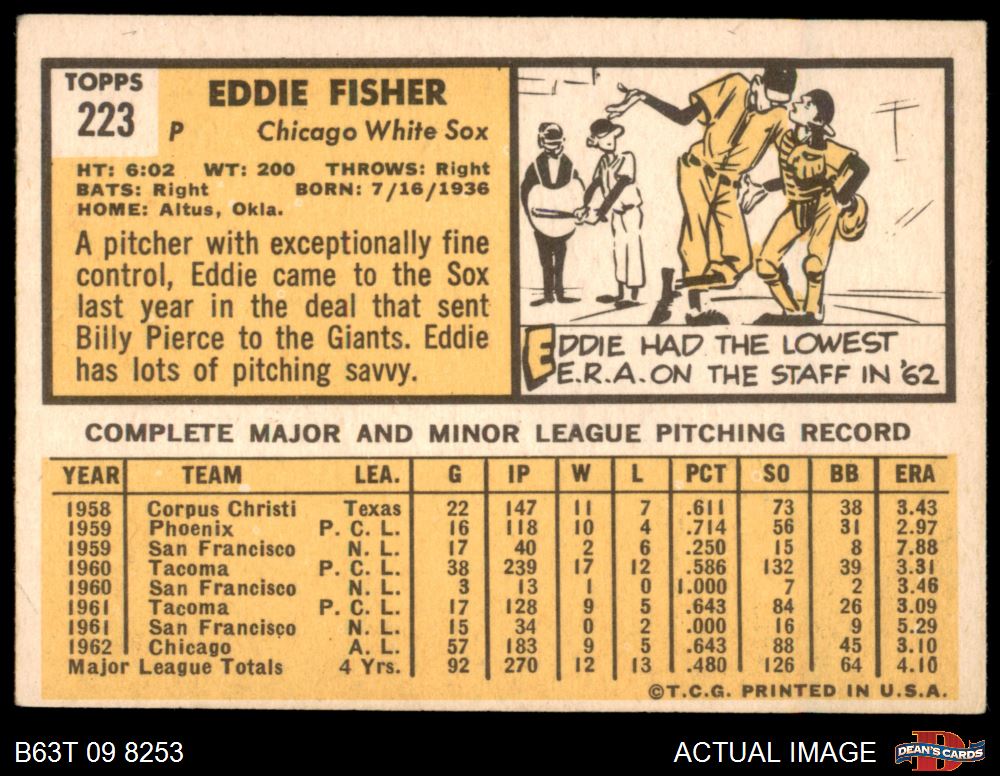 TOPPS
223
EDDIE FISHER
P Chicago White Sox
HT: 6:02 WT: 200 THROWS: Right
BATS: Right BORN: 7/16/1936
HOME: Altus, Okla.
A pitcher with exceptionally fine
control, Eddie came to the Sox
last year in the deal that sent
Billy Pierce to the Giants. Eddie
has lots of pitching savvy.
EDDIE HAD THE LOWEST
E.R.A. ON THE STAFF IN '62
COMPLETE MAJOR AND MINOR LEAGUE PITCHING RECORD
YEAR TEAM LEA. G IP W L PCT SO BB ERA
1958 Corpus Christi Texas 22 147 11 7 .611 73 38 3.43
1959 Phoenix P. C. L. 16 118 10 4 .714 56 31 2.97
1959 San Francisco N. L. 17 40 2 6 .250 15 8 7.88
1960 Tacoma P. C. L. 38 239 17 12 .586 132 39 3.31
1960 San Francisco N. L. 3 13 1 0 1.000 7 2 3.46
1961 Tacoma P. C. L. 17 128 9 5 .643 84 26 3.09
1961 San Francisco N. L. 15 34 0 2 .000 16 9 5.29
1962 Chicago A. L. 57 183 9 5 .643 88 45 3.10
Major League Totals 4 Yrs. 92 270 12 13 .480 126 64 4.10
©T.C.G. PRINTED IN U.S.A.
B63T 09 8253
ACTUAL IMAGE
DEAN'S CARDS